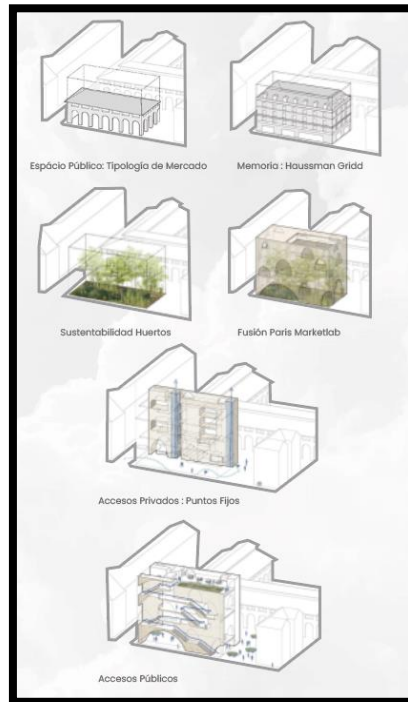 Espácio Público: Tipología de Mercado
Memoria : Haussman Gridd
Sustentabilidad Huertos
Fusión Paris Marketlab
Accesos Privados : Puntos Fijos
Accesos Públicos